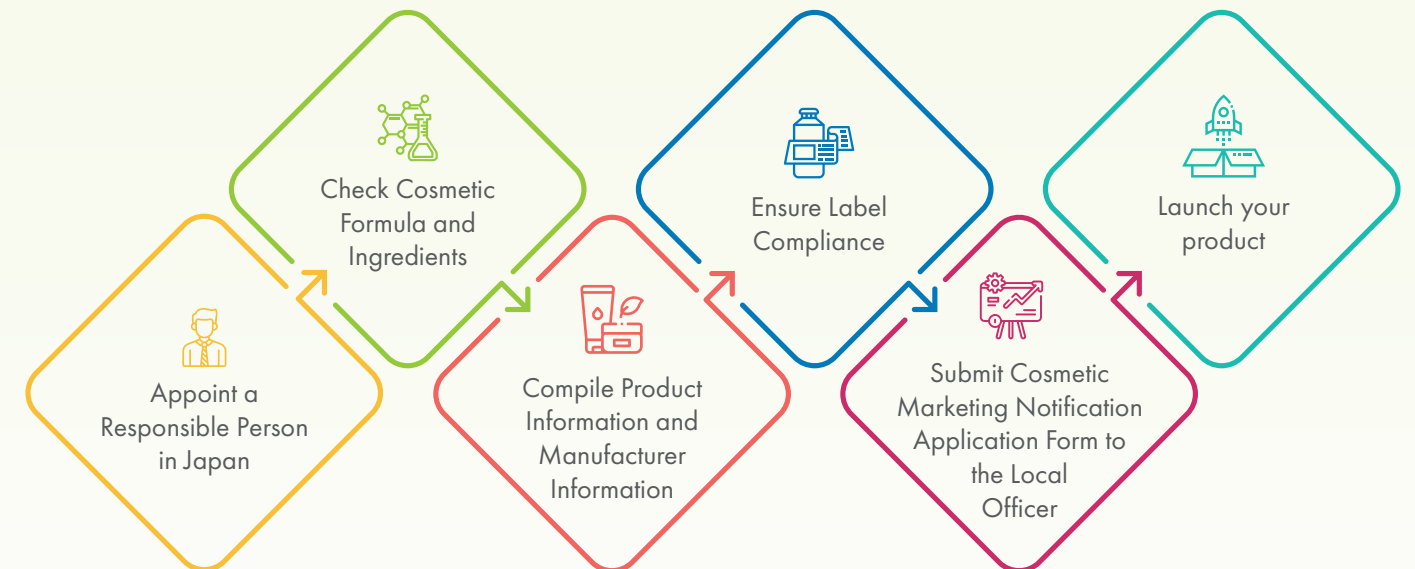 Appoint a
Responsible Person
in Japan
Check Cosmetic
Formula and
Ingredients
Compile Product
Information and
Manufacturer
Information
Ensure Label
Compliance
Submit Cosmetic
Marketing Notification
Application Form to
the Local
Officer
Launch your
product